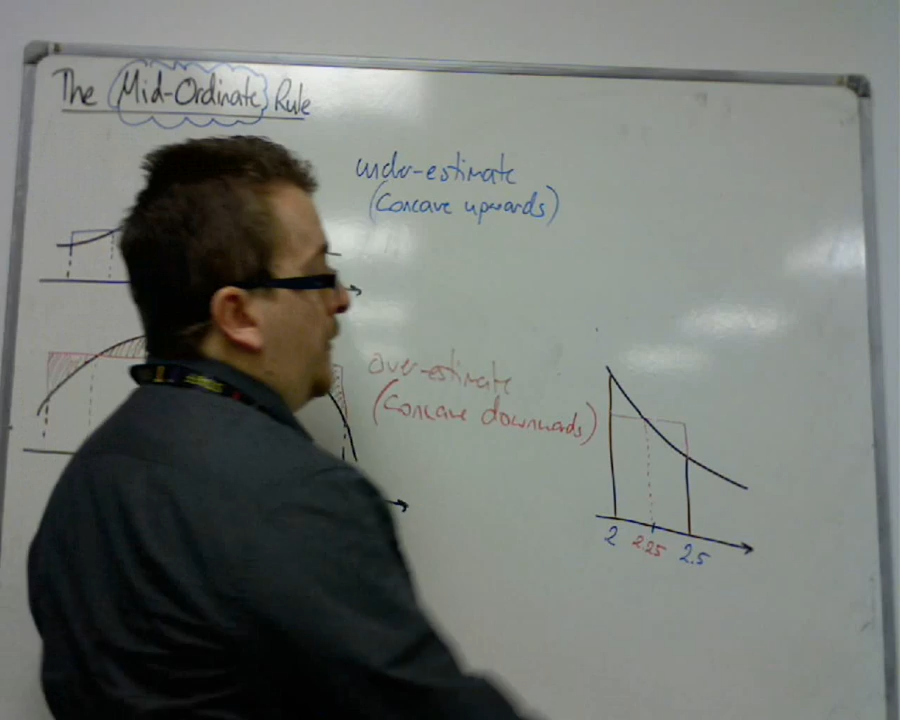 The Mid-Ordinate Rule
under-estimate
(Concave upwards)
over-estimate
(Concave downwards)
2 2.25 2.5